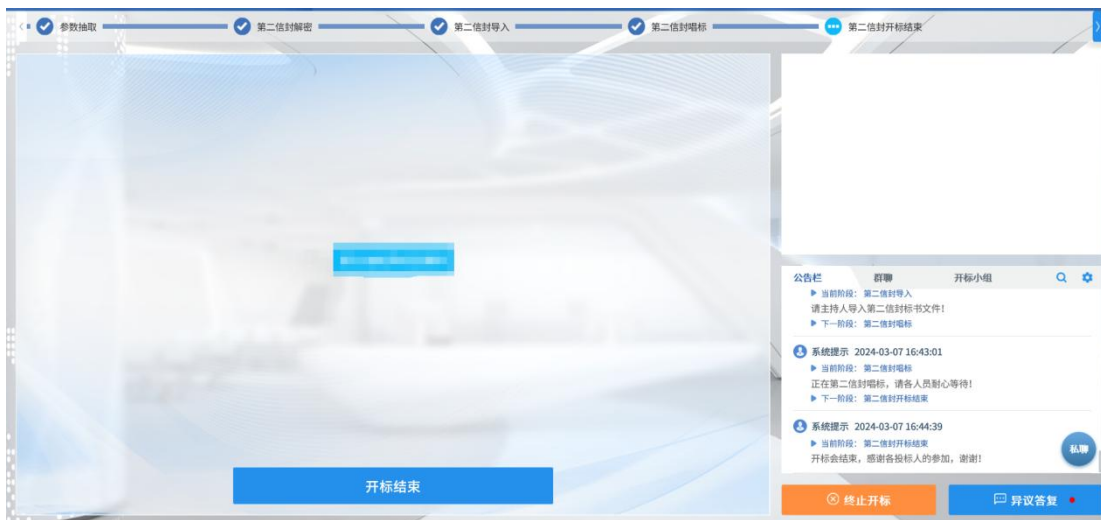 参数抽取
第二信封解密
第二信封导入
第二信封唱标
第二信封开标结束
开标结束
公告栏
群聊
开标小组
当前阶段: 第二信封导入
请主持人导入第二信封标书文件!
下一阶段: 第二信封唱标
系统提示 2024-03-07 16:43:01
当前阶段: 第二信封唱标
正在第二信封唱标，请各人员耐心等待!
下一阶段: 第二信封开标结束
系统提示 2024-03-07 16:44:39
当前阶段: 第二信封开标结束
开标会结束，感谢各投标人的参加，谢谢!
私聊
终止开标
异议答复